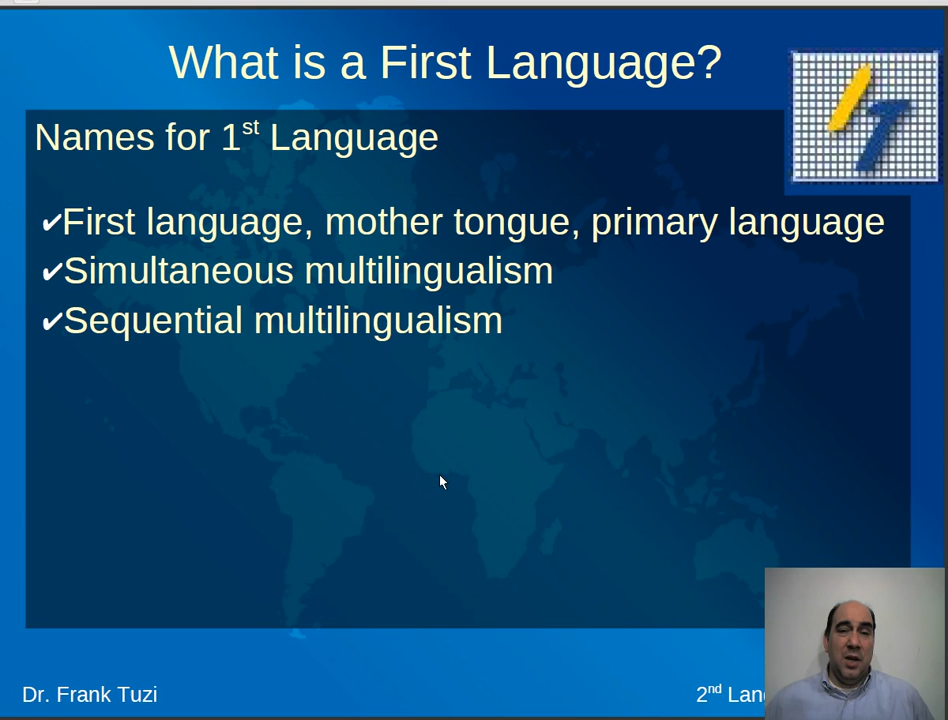 What is a First Language?
Names for 1st Language
✔First language, mother tongue, primary language
✔Simultaneous multilingualism
✔Sequential multilingualism
Dr. Frank Tuzi
2nd